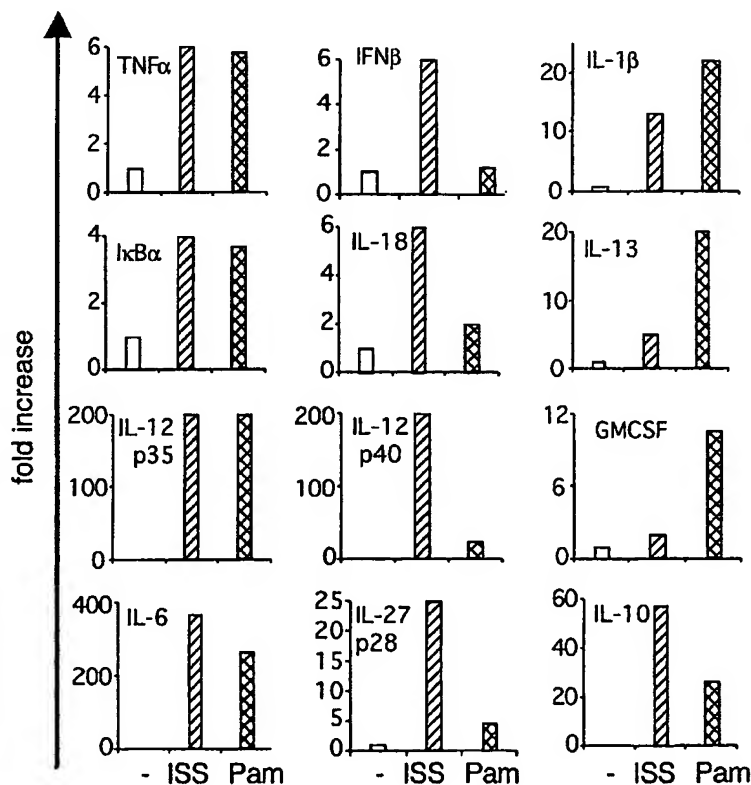 fold increase
TNFα
6
4
2
0
IFNβ
6
4
2
0
IL-1β
20
10
0
IκBα
4
2
0
IL-18
6
4
2
0
IL-13
20
10
0
IL-12
p35
200
100
0
IL-12
p40
200
100
0
GMCSF
12
6
0
IL-6
400
200
0
IL-27
p28
25
20
15
10
5
0
IL-10
60
40
20
0
- ISS Pam
- ISS Pam
- ISS Pam